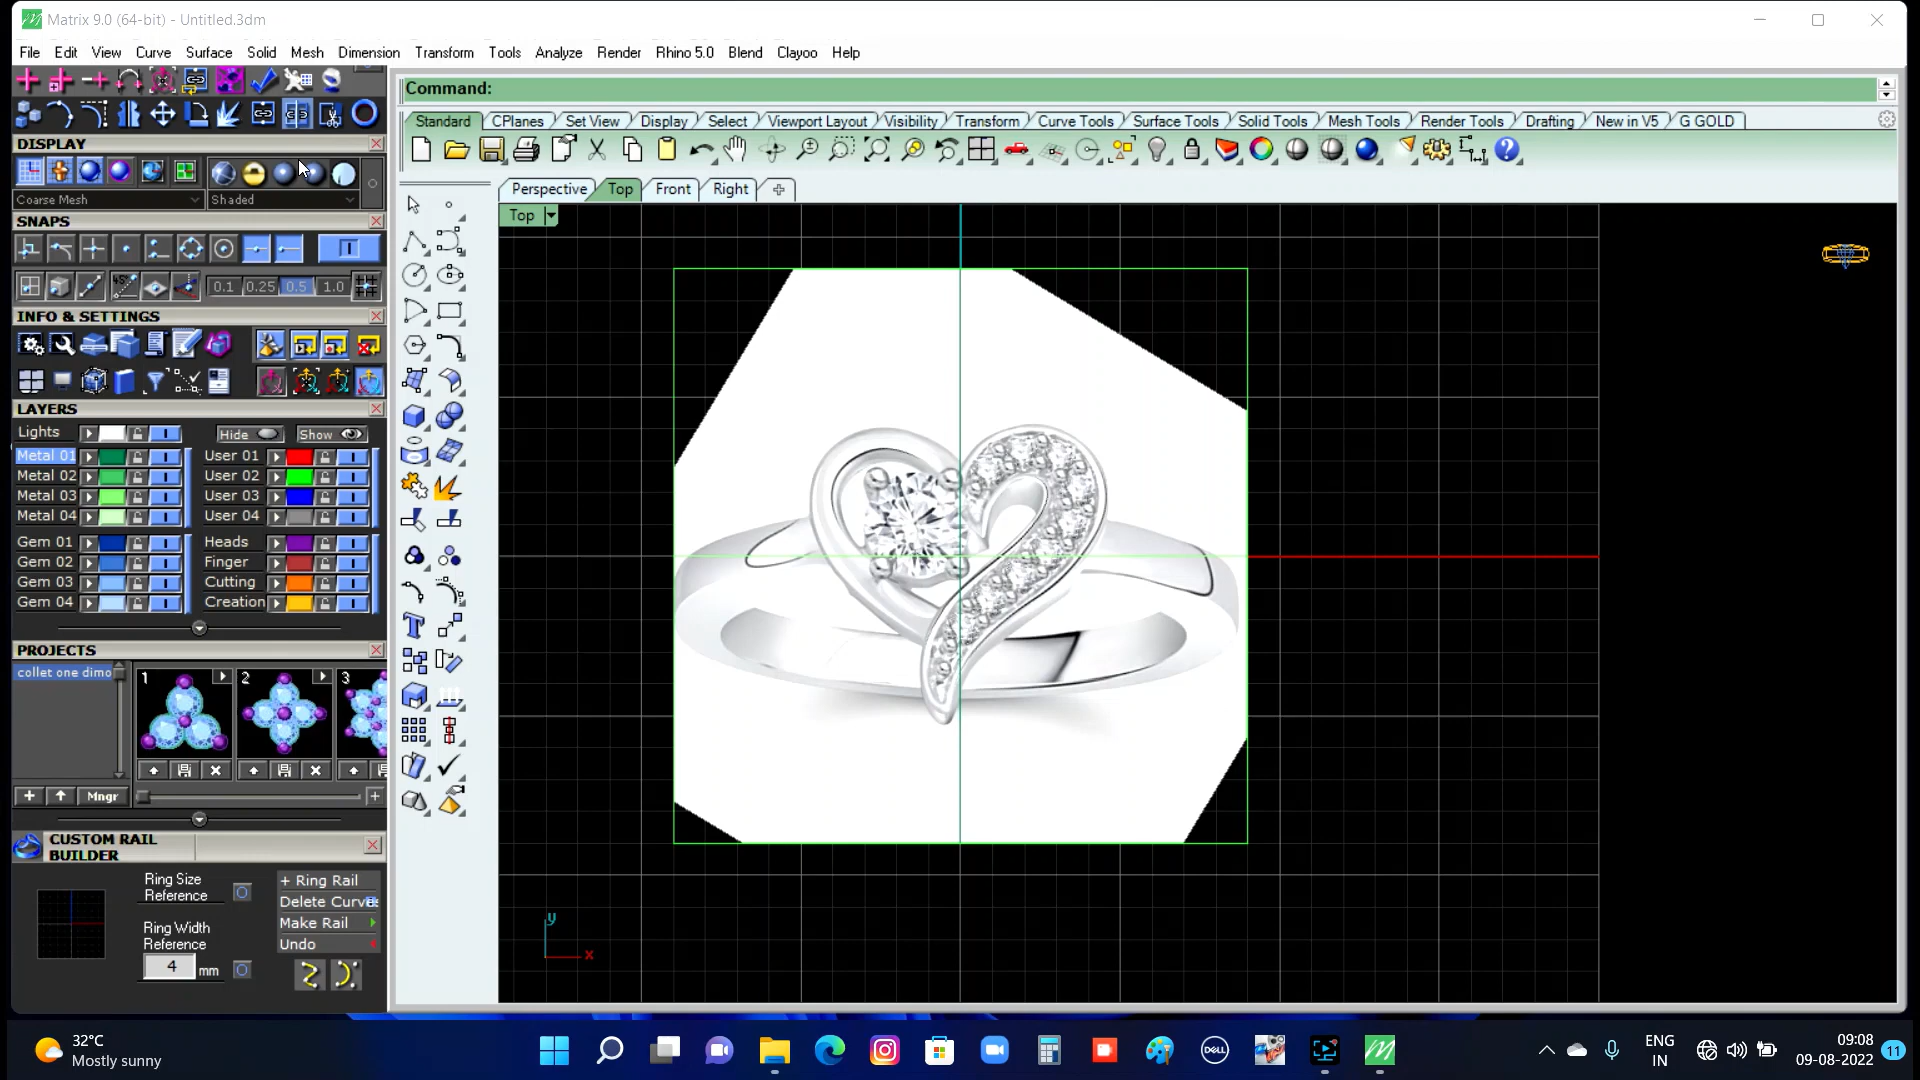 Matrix 9.0 (64-bit) - Untitled.3dm
File Edit View Curve Surface Solid Mesh Dimension Transform Tools Analyze Render Rhino 5.0 Blend Clayoo Help
Command:
Standard CPlanes Set View Display Select Viewport Layout Visibility Transform Curve Tools Surface Tools Solid Tools Mesh Tools Render Tools Drafting New in V5 G GOLD
DISPLAY
Coarse Mesh Shaded
SNAPS
45°
0.1 0.25 0.5 1.0
INFO & SETTINGS
LAYERS
Lights Hide Show
Metal 01 User 01
Metal 02 User 02
Metal 03 User 03
Metal 04 User 04
Gem 01 Heads
Gem 02 Finger
Gem 03 Cutting
Gem 04 Creation
PROJECTS
collet one dimo
1 2 3
Mngr
CUSTOM RAIL
BUILDER
Ring Size
Reference
Ring Width
Reference
4 mm
+ Ring Rail
Delete Curve
Make Rail
Undo
Perspective Top Front Right
Top
y
x
32°C
Mostly sunny
DELL
ENG
IN
09:08
09-08-2022
11